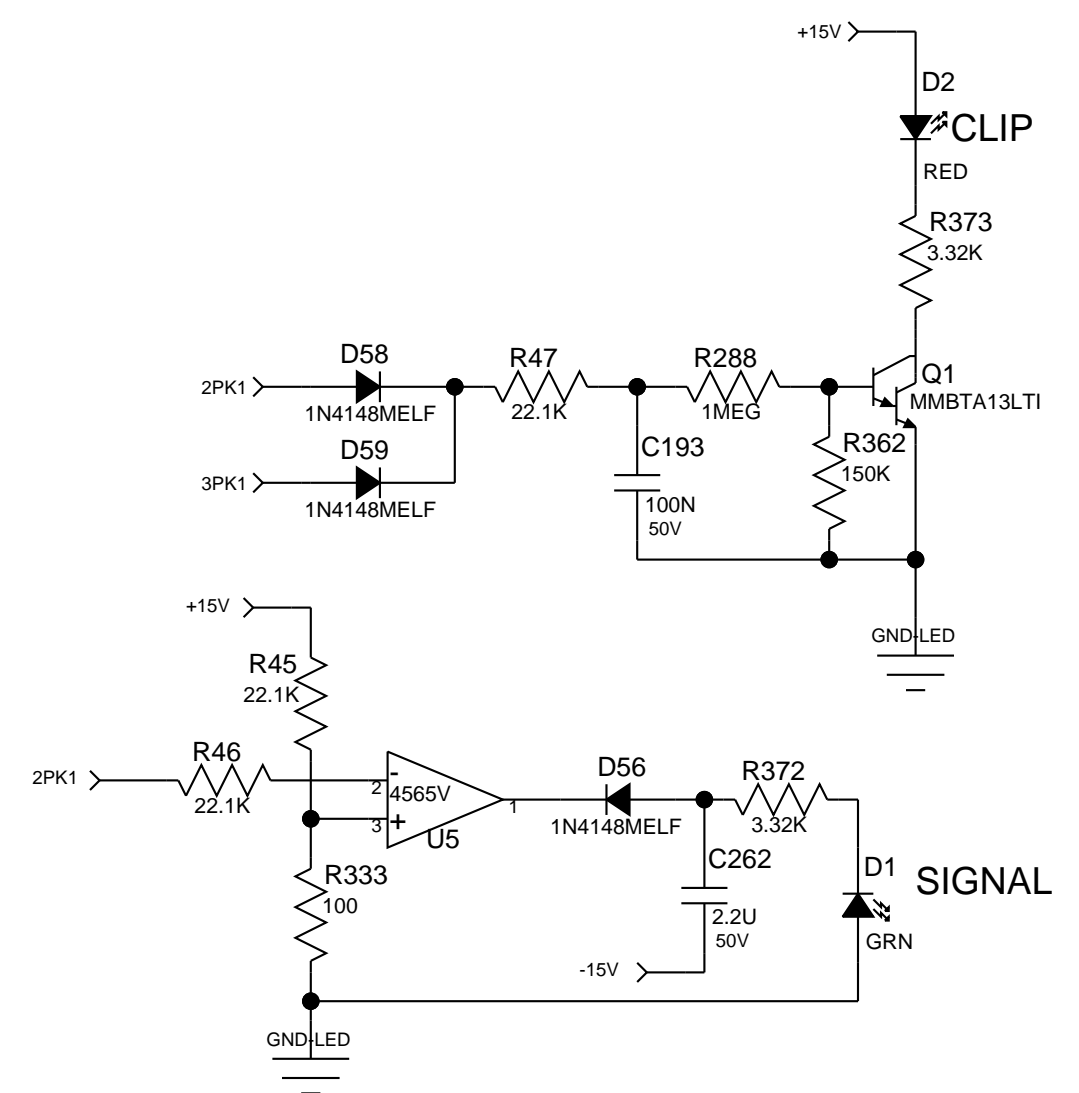 +15V
D2
CLIP
RED
R373
3.32K
D58
2PK1
1N4148MELF
R47
22.1K
R288
1MEG
Q1
MMBTA13LTI
D59
3PK1
1N4148MELF
C193
100N
50V
R362
150K
GND-LED
+15V
R45
22.1K
2PK1
R46
22.1K
2
-
4565V
3
+
U5
1
D56
1N4148MELF
R372
3.32K
R333
100
C262
2.2U
50V
-15V
D1
SIGNAL
GRN
GND-LED